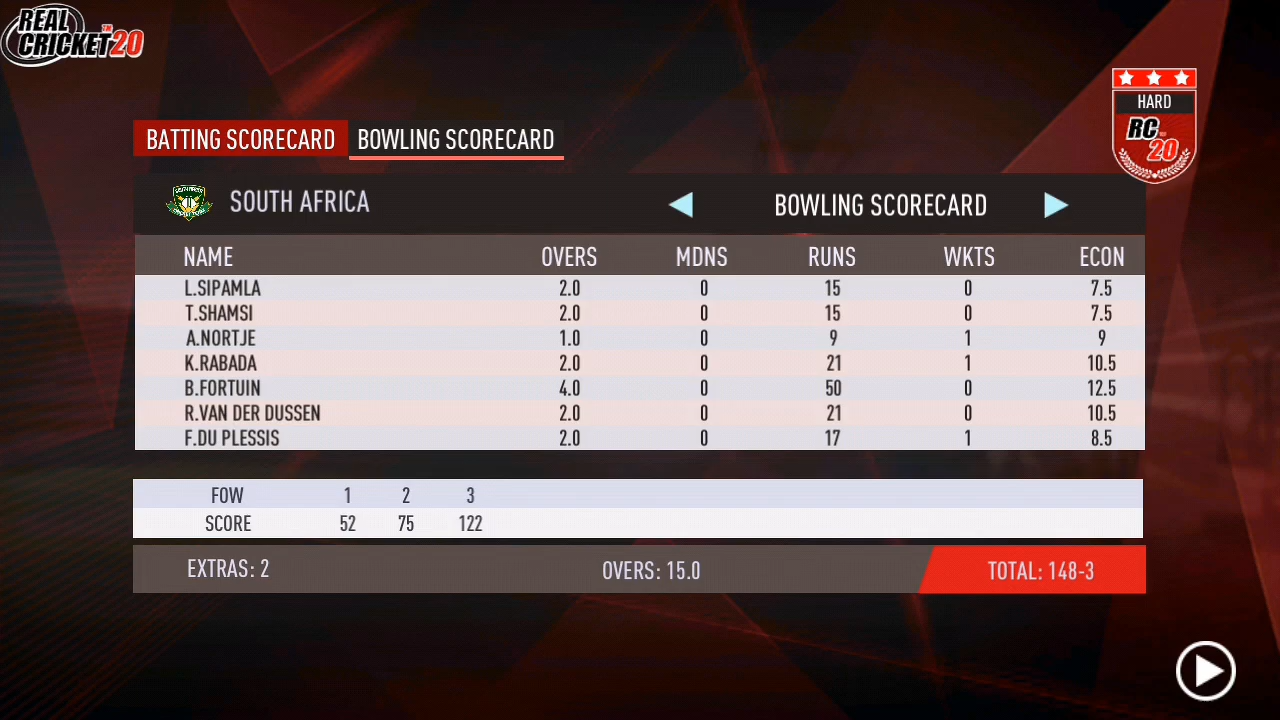 REAL
CRICKET™20
HARD
RC™
20
BATTING SCORECARD BOWLING SCORECARD
SOUTH AFRICA BOWLING SCORECARD
NAME OVERS MDNS RUNS WKTS ECON
L.SIPAMLA 2.0 0 15 0 7.5
T.SHAMSI 2.0 0 15 0 7.5
A.NORTJE 1.0 0 9 1 9
K.RABADA 2.0 0 21 1 10.5
B.FORTUIN 4.0 0 50 0 12.5
R.VAN DER DUSSEN 2.0 0 21 0 10.5
F.DU PLESSIS 2.0 0 17 1 8.5
FOW 1 2 3
SCORE 52 75 122
EXTRAS: 2 OVERS: 15.0 TOTAL: 148-3